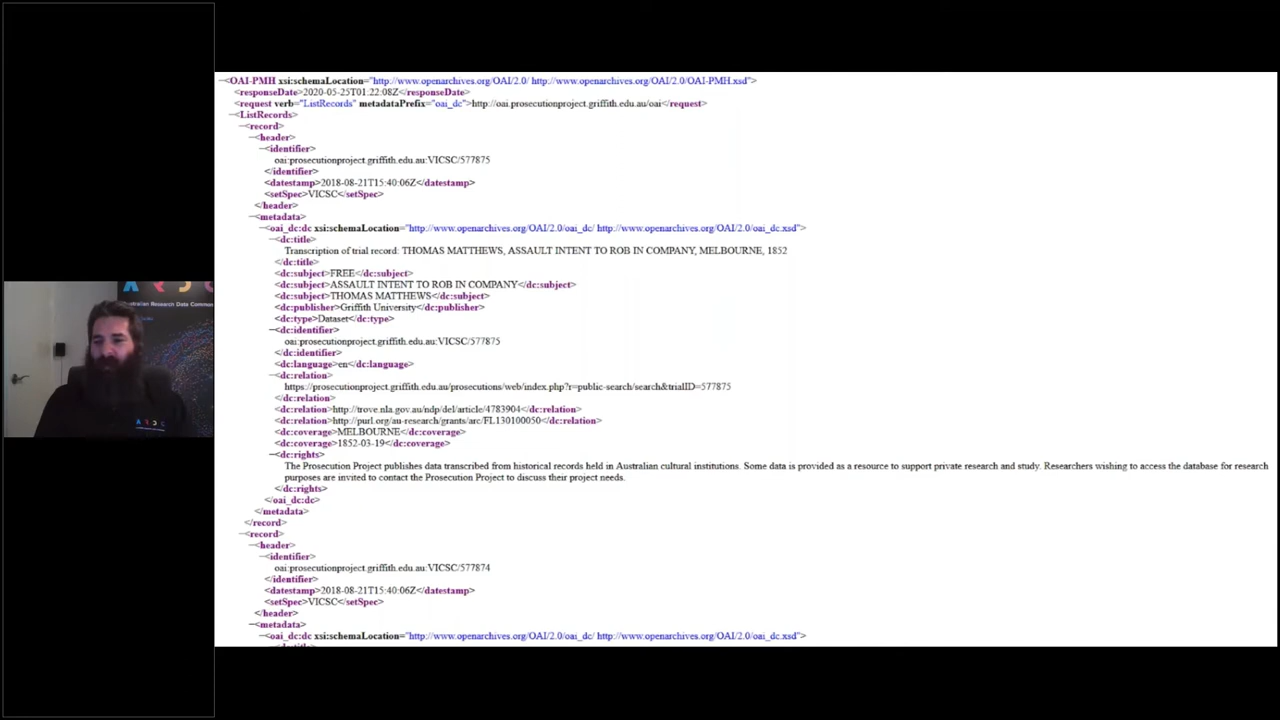 <OAI-PMH xsi:schemaLocation="http://www.openarchives.org/OAI/2.0/ http://www.openarchives.org/OAI/2.0/OAI-PMH.xsd">
<responseDate>2020-05-25T01:22:08Z</responseDate>
<request verb="ListRecords" metadataPrefix="oai_dc">http://oai.prosecutionproject.griffith.edu.au/oai</request>
<ListRecords>
<record>
<header>
<identifier>
oai:prosecutionproject.griffith.edu.au:VICSC/577875
</identifier>
<datestamp>2018-08-21T15:40:06Z</datestamp>
<setSpec>VICSC</setSpec>
</header>
<metadata>
<oai_dc:dc xsi:schemaLocation="http://www.openarchives.org/OAI/2.0/oai_dc/ http://www.openarchives.org/OAI/2.0/oai_dc.xsd">
<dc:title>
Transcription of trial record: THOMAS MATTHEWS, ASSAULT INTENT TO ROB IN COMPANY, MELBOURNE, 1852
</dc:title>
<dc:subject>FREE</dc:subject>
<dc:subject>ASSAULT INTENT TO ROB IN COMPANY</dc:subject>
<dc:subject>THOMAS MATTHEWS</dc:subject>
<dc:publisher>Griffith University</dc:publisher>
<dc:type>Dataset</dc:type>
<dc:identifier>
oai:prosecutionproject.griffith.edu.au:VICSC/577875
</dc:identifier>
<dc:language>en</dc:language>
<dc:relation>
https://prosecutionproject.griffith.edu.au/prosecutions/web/index.php?r=public-search/search&trialID=577875
</dc:relation>
<dc:relation>http://trove.nla.gov.au/ndp/del/article/4783904</dc:relation>
<dc:relation>http://purl.org/au-research/grants/arc/FL130100050</dc:relation>
<dc:coverage>MELBOURNE</dc:coverage>
<dc:coverage>1852-03-19</dc:coverage>
<dc:rights>
The Prosecution Project publishes data transcribed from historical records held in Australian cultural institutions. Some data is provided as a resource to support private research and study. Researchers wishing to access the database for research
purposes are invited to contact the Prosecution Project to discuss their project needs.
</dc:rights>
</oai_dc:dc>
</metadata>
</record>
<record>
<header>
<identifier>
oai:prosecutionproject.griffith.edu.au:VICSC/577874
</identifier>
<datestamp>2018-08-21T15:40:06Z</datestamp>
<setSpec>VICSC</setSpec>
</header>
<metadata>
<oai_dc:dc xsi:schemaLocation="http://www.openarchives.org/OAI/2.0/oai_dc/ http://www.openarchives.org/OAI/2.0/oai_dc.xsd">
Australian Research Data Common